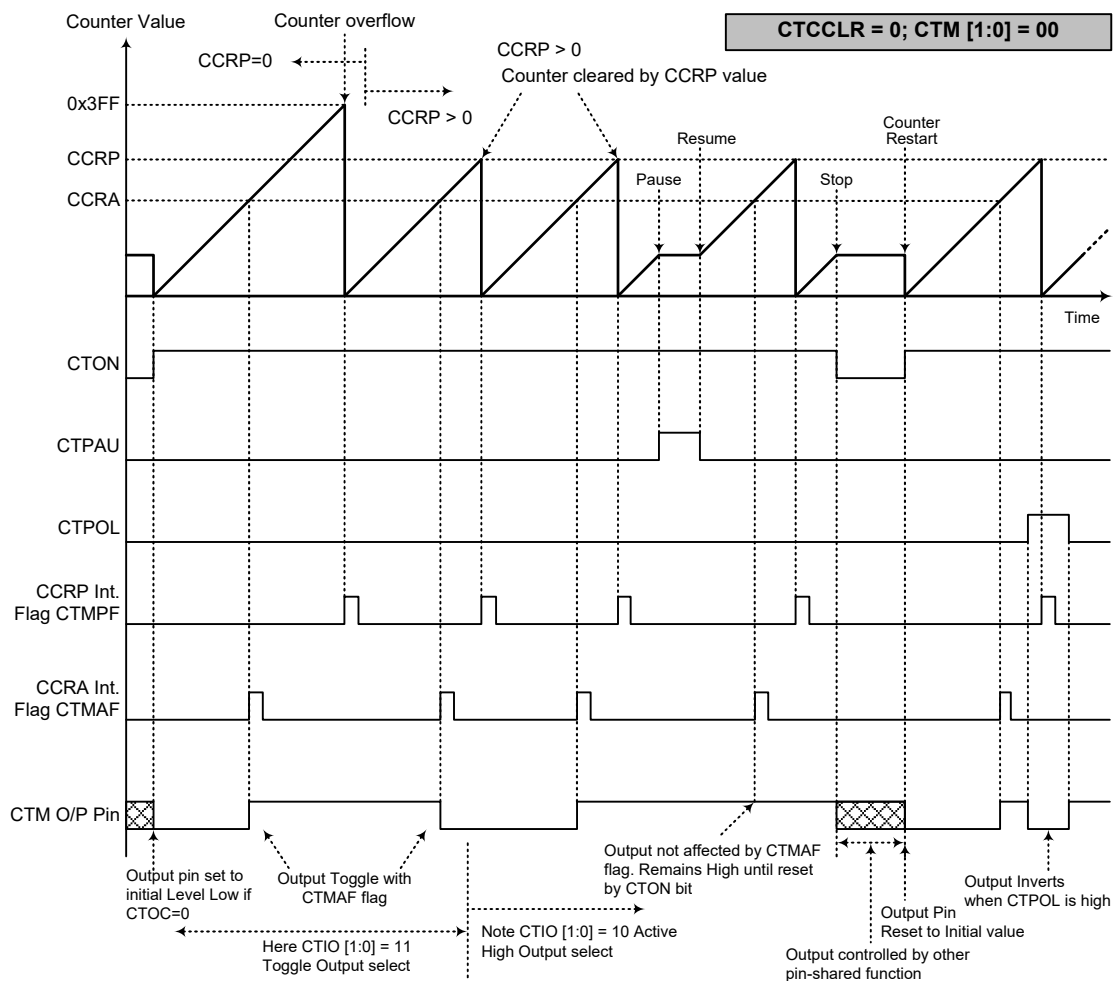 Counter Value
Counter overflow
CTCCLR = 0; CTM [1:0] = 00
CCRP=0
CCRP > 0
CCRP > 0
Counter cleared by CCRP value
0x3FF
CCRP
CCRA
Pause
Resume
Stop
Counter
Restart
Time
CTON
CTPAU
CTPOL
CCRP Int.
Flag CTMPF
CCRA Int.
Flag CTMAF
CTM O/P Pin
Output pin set to
initial Level Low if
CTOC=0
Output Toggle with
CTMAF flag
Here CTIO [1:0] = 11
Toggle Output select
Note CTIO [1:0] = 10 Active
High Output select
Output not affected by CTMAF
flag. Remains High until reset
by CTON bit
Output controlled by other
pin-shared function
Output Pin
Reset to Initial value
Output Inverts
when CTPOL is high